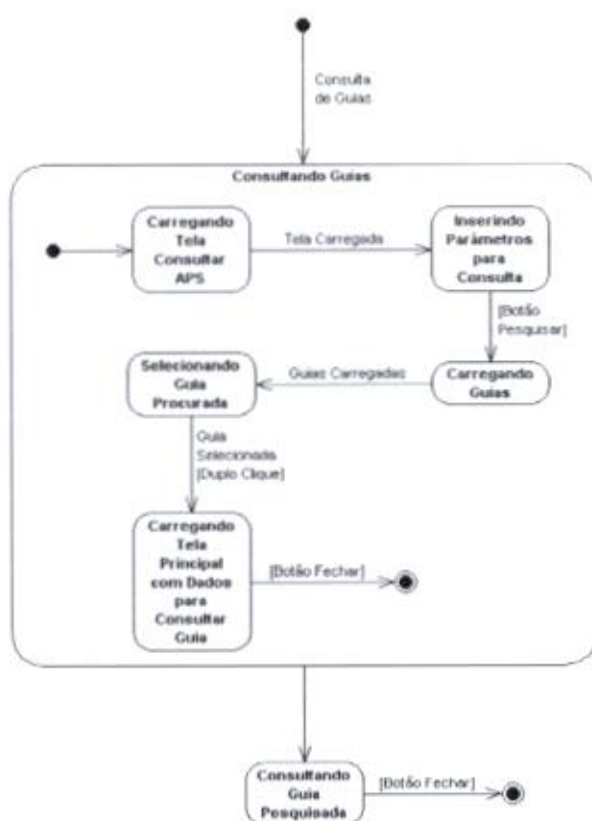 Consulta
de Guias
Consultando Guias
Carregando
Tela
Consultar
APS
Tela Carregada
Inserindo
Parâmetros
para
Consulta
[Botão
Pesquisar]
Carregando
Guias
Guias Carregadas
Selecionando
Guia
Procurada
Guia
Selecionada
[Duplo Clique]
Carregando
Tela
Principal
com Dados
para
Consultar
Guia
[Botão Fechar]
Consultando
Guia
Pesquisada
[Botão Fechar]